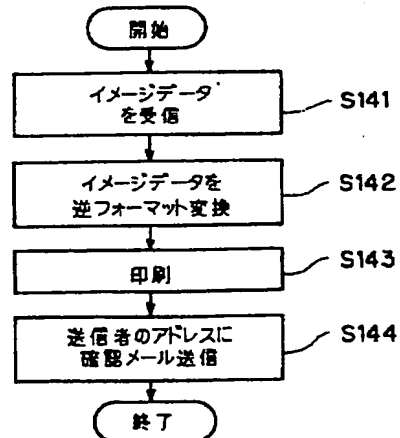 開始
イメージデータ
を受信
S141
イメージデータを
逆フォーマット変換
S142
印刷
S143
送信者のアドレスに
確認メール送信
S144
終了